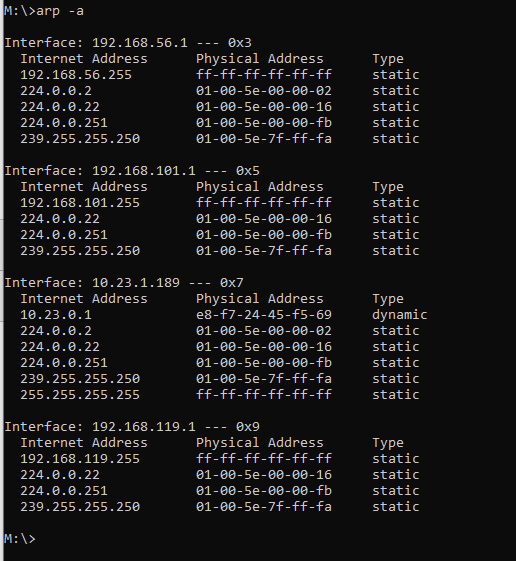 M:\>arp -a
Interface: 192.168.56.1 --- 0x3
Internet Address Physical Address Type
192.168.56.255 ff-ff-ff-ff-ff-ff static
224.0.0.2 01-00-5e-00-00-02 static
224.0.0.22 01-00-5e-00-00-16 static
224.0.0.251 01-00-5e-00-00-fb static
239.255.255.250 01-00-5e-7f-ff-fa static
Interface: 192.168.101.1 --- 0x5
Internet Address Physical Address Type
192.168.101.255 ff-ff-ff-ff-ff-ff static
224.0.0.22 01-00-5e-00-00-16 static
224.0.0.251 01-00-5e-00-00-fb static
239.255.255.250 01-00-5e-7f-ff-fa static
Interface: 10.23.1.189 --- 0x7
Internet Address Physical Address Type
10.23.0.1 e8-f7-24-45-f5-69 dynamic
224.0.0.2 01-00-5e-00-00-02 static
224.0.0.22 01-00-5e-00-00-16 static
224.0.0.251 01-00-5e-00-00-fb static
239.255.255.250 01-00-5e-7f-ff-fa static
255.255.255.255 ff-ff-ff-ff-ff-ff static
Interface: 192.168.119.1 --- 0x9
Internet Address Physical Address Type
192.168.119.255 ff-ff-ff-ff-ff-ff static
224.0.0.22 01-00-5e-00-00-16 static
224.0.0.251 01-00-5e-00-00-fb static
239.255.255.250 01-00-5e-7f-ff-fa static
M:\>